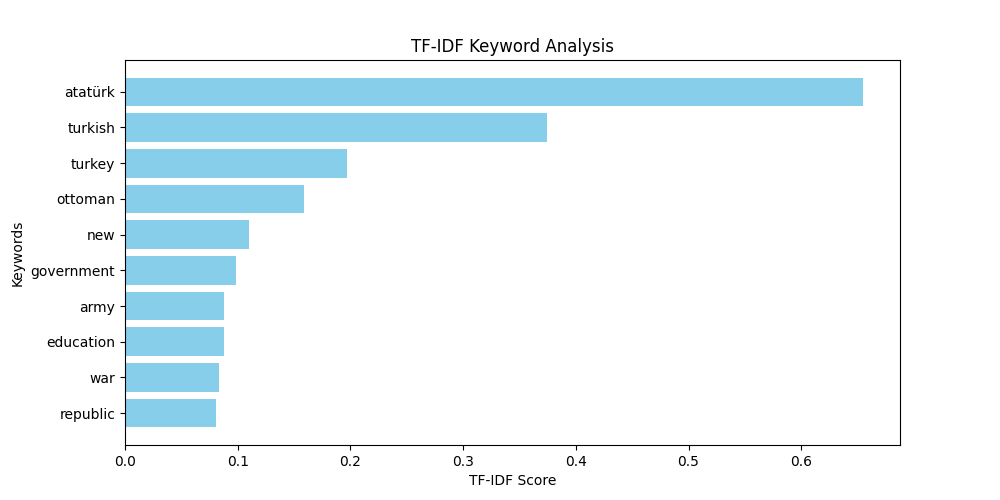 TF-IDF Keyword Analysis
Keywords
atatürk
turkish
turkey
ottoman
new
government
army
education
war
republic
0.0 0.1 0.2 0.3 0.4 0.5 0.6
TF-IDF Score